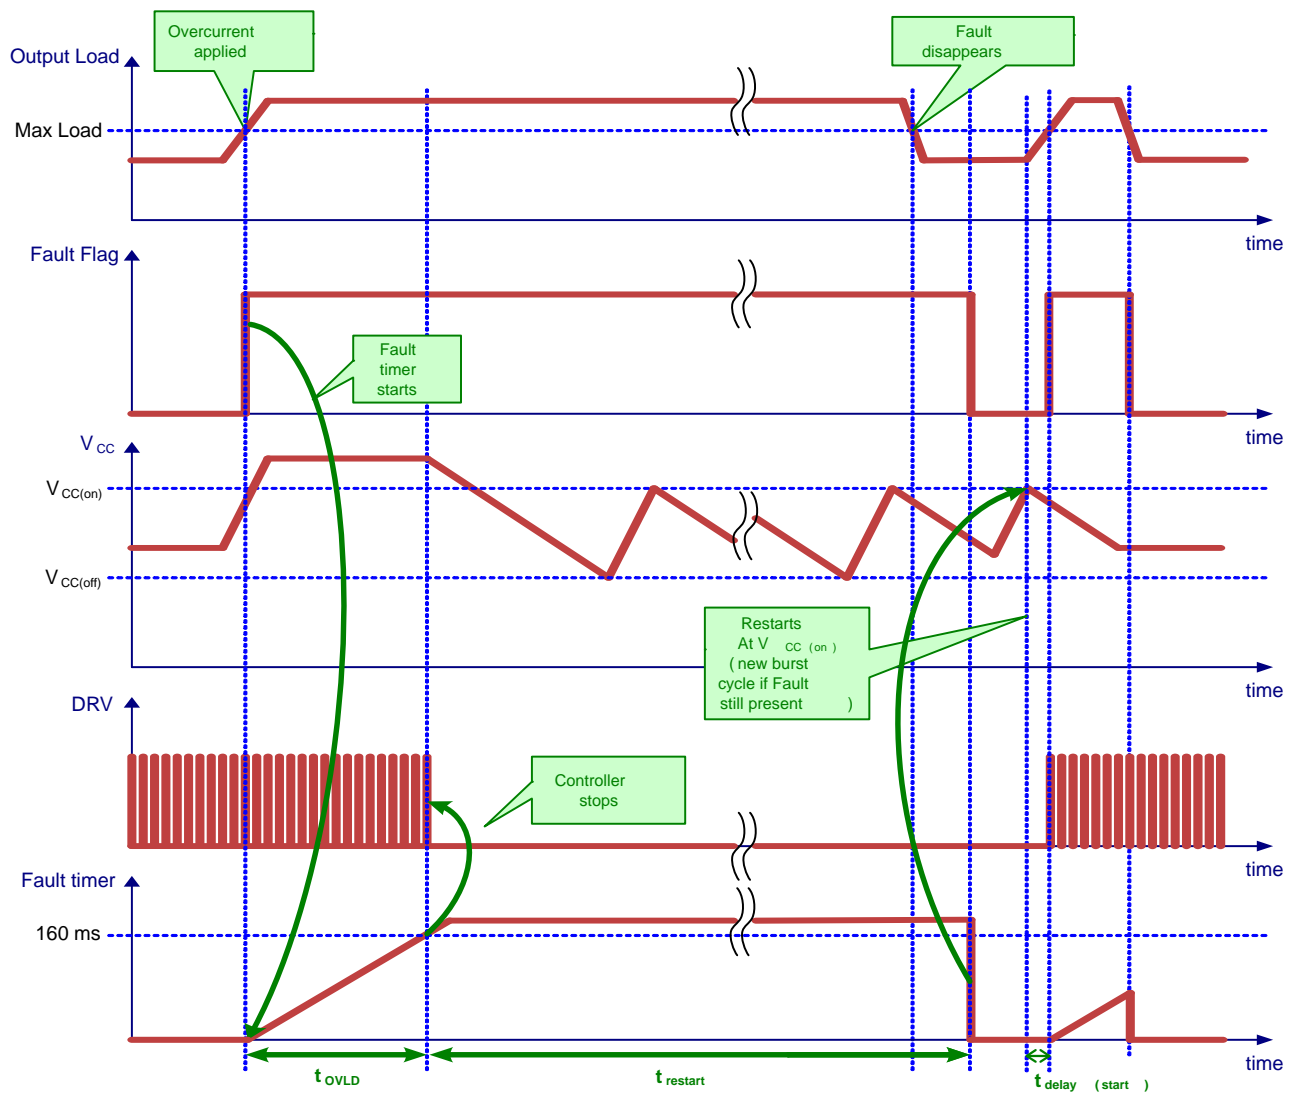 Overcurrent
applied
Fault
disappears
Output Load
Max Load
time
Fault Flag
Fault
timer
starts
time
V CC
V CC(on)
V CC(off)
Restarts
At V CC (on)
(new burst
cycle if Fault
still present )
time
DRV
Controller
stops
time
Fault timer
160 ms
time
t OVLD
t restart
t delay (start )